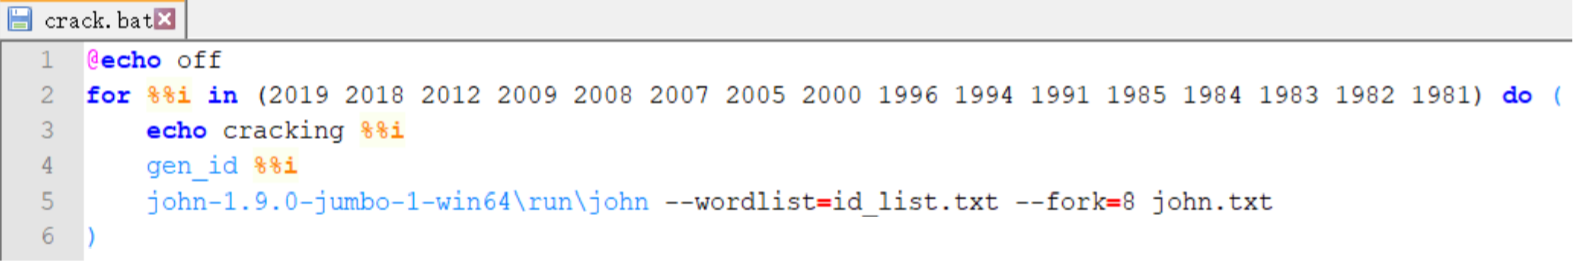 crack.bat
1 @echo off
2 for %%i in (2019 2018 2012 2009 2008 2007 2005 2000 1996 1994 1991 1985 1984 1983 1982 1981) do (
3 echo cracking %%i
4 gen_id %%i
5 john-1.9.0-jumbo-1-win64\run\john --wordlist=id_list.txt --fork=8 john.txt
6 )